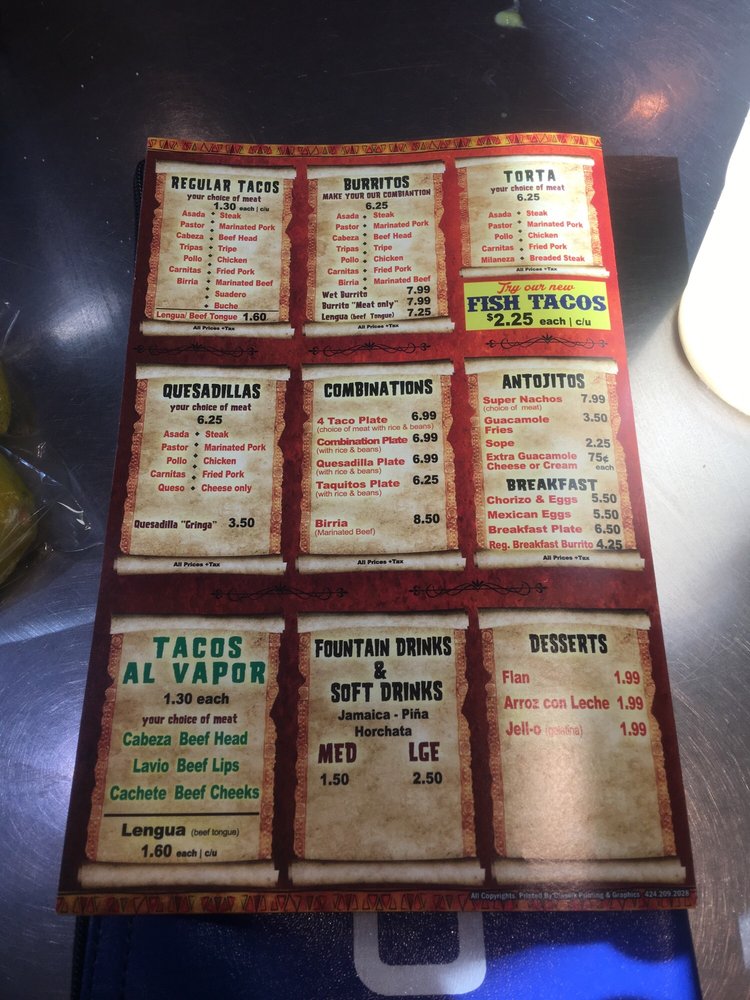 REGULAR TACOS
your choice of meat
1.30 each | c/u
Asada ◆ Steak
Pastor ◆ Marinated Pork
Cabeza ◆ Beef Head
Tripas ◆ Tripe
Pollo ◆ Chicken
Carnitas ◆ Fried Pork
Birria ◆ Marinated Beef
Suadero
Buche
Lengua/ Beef Tongue 1.60
All Prices +Tax
BURRITOS
MAKE YOUR OUR COMBIANTION
6.25
Asada ◆ Steak
Pastor ◆ Marinated Pork
Cabeza ◆ Beef Head
Tripas ◆ Tripe
Pollo ◆ Chicken
Carnitas ◆ Fried Pork
Birria ◆ Marinated Beef
Wet Burrito 7.99
Burrito "Meat only" 7.99
Lengua (beef Tongue) 7.25
All Prices +Tax
TORTA
your choice of meat
6.25
Asada ◆ Steak
Pastor ◆ Marinated Pork
Pollo ◆ Chicken
Carnitas ◆ Fried Pork
Milaneza ◆ Breaded Steak
All Prices +Tax
Try our new
FISH TACOS
$2.25 each | c/u
QUESADILLAS
your choice of meat
6.25
Asada ◆ Steak
Pastor ◆ Marinated Pork
Pollo ◆ Chicken
Carnitas ◆ Fried Pork
Queso ◆ Cheese only
Quesadilla "Gringa" 3.50
All Prices +Tax
COMBINATIONS
4 Taco Plate 6.99
(choice of meat with rice & beans)
Combination Plate 6.99
(with rice & beans)
Quesadilla Plate 6.99
(with rice & beans)
Taquitos Plate 6.25
(with rice & beans)
Birria 8.50
(Marinated Beef)
All Prices +Tax
ANTOJITOS
Super Nachos 7.99
(choice of meat)
Guacamole 3.50
Fries
Sope 2.25
Extra Guacamole 75¢
Cheese or Cream each
BREAKFAST
Chorizo & Eggs 5.50
Mexican Eggs 5.50
Breakfast Plate 6.50
Reg. Breakfast Burrito 4.25
All Prices +Tax
TACOS
AL VAPOR
1.30 each
your choice of meat
Cabeza Beef Head
Lavio Beef Lips
Cachete Beef Cheeks
Lengua (beef tongue)
1.60 each | c/u
FOUNTAIN DRINKS
&
SOFT DRINKS
Jamaica - Piña
Horchata
MED LGE
1.50 2.50
DESSERTS
Flan 1.99
Arroz con Leche 1.99
Jell-o (gelatina) 1.99
All Copyrights. Printed By Printing & Graphics 424.209.2028